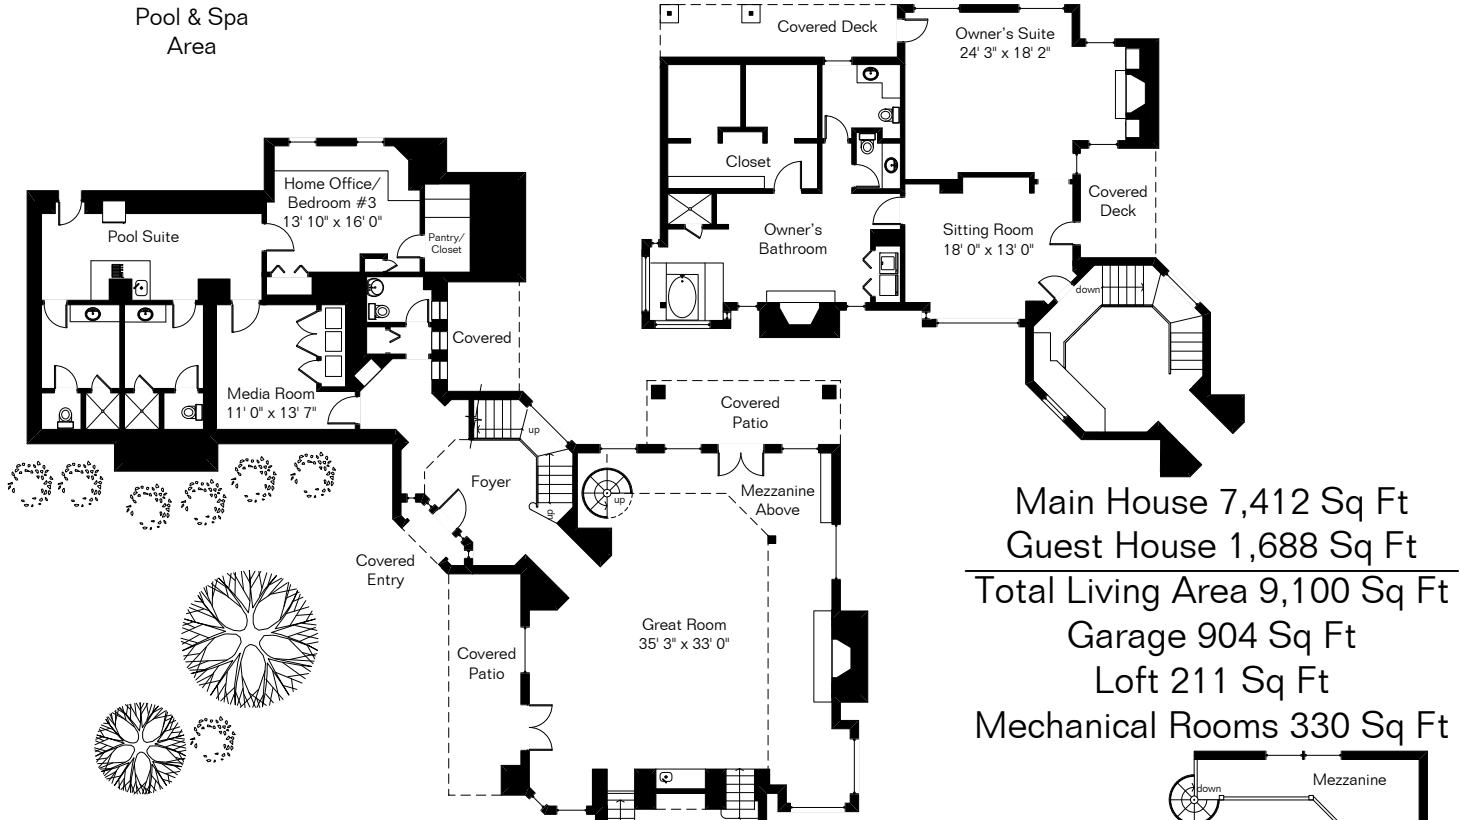 Pool & Spa
Area
Covered Deck
Owner's Suite
24' 3" x 18' 2"
Closet
Home Office/
Bedroom #3
13' 10" x 16' 0"
Pantry/
Closet
Pool Suite
Covered
Deck
Owner's
Bathroom
Sitting Room
18' 0" x 13' 0"
down
Covered
Media Room
11' 0" x 13' 7"
Covered
Patio
up
Foyer
up
Mezzanine
Above
dn
Covered
Entry
Great Room
35' 3" x 33' 0"
Covered
Patio
Main House 7,412 Sq Ft
Guest House 1,688 Sq Ft
Total Living Area 9,100 Sq Ft
Garage 904 Sq Ft
Loft 211 Sq Ft
Mechanical Rooms 330 Sq Ft
Mezzanine
down